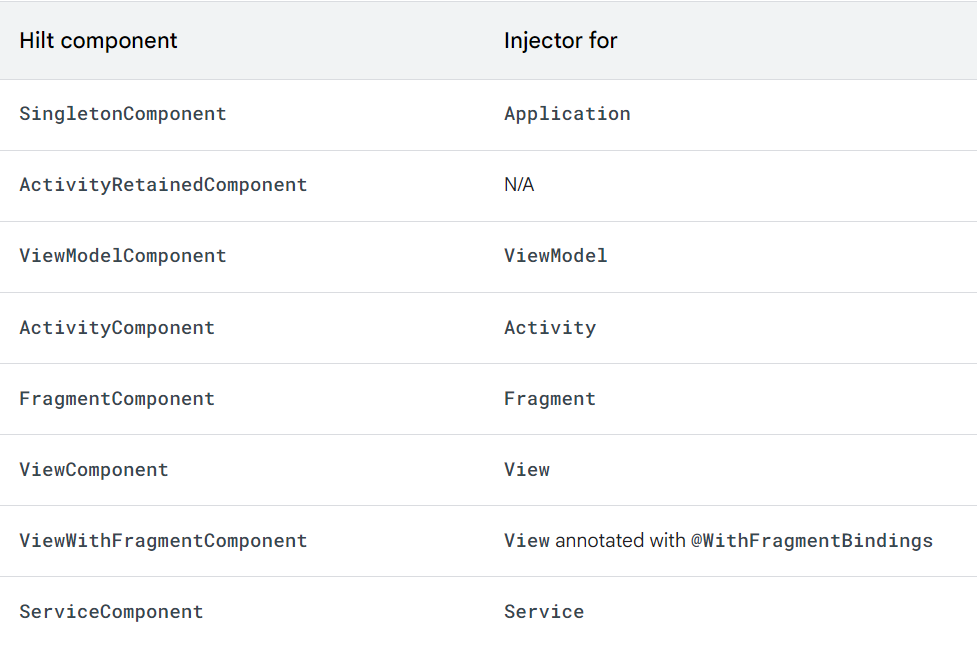 Hilt component Injector for
SingletonComponent Application
ActivityRetainedComponent N/A
ViewModelComponent ViewModel
ActivityComponent Activity
FragmentComponent Fragment
ViewComponent View
ViewWithFragmentComponent View annotated with @WithFragmentBindings
ServiceComponent Service